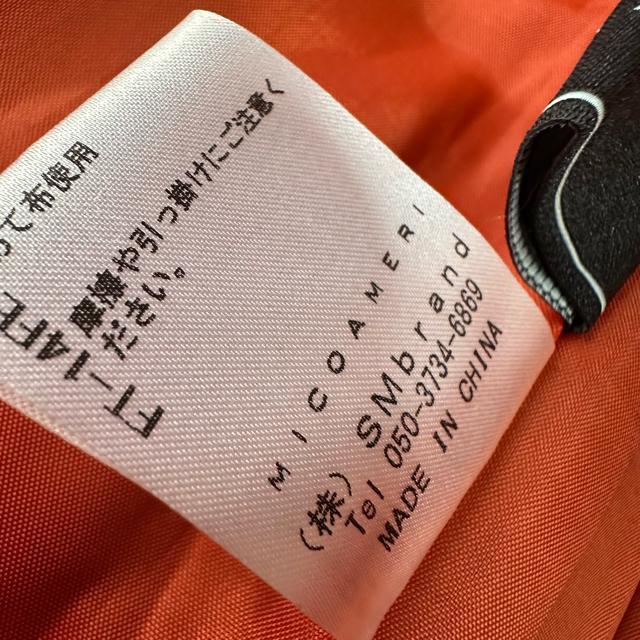 て布使用
摩擦や引っ掛けにご注意く
ださい。
FT-14FF
MICOAMERI
(株) SMbrand
Tel 050-3734-6869
MADE IN CHINA